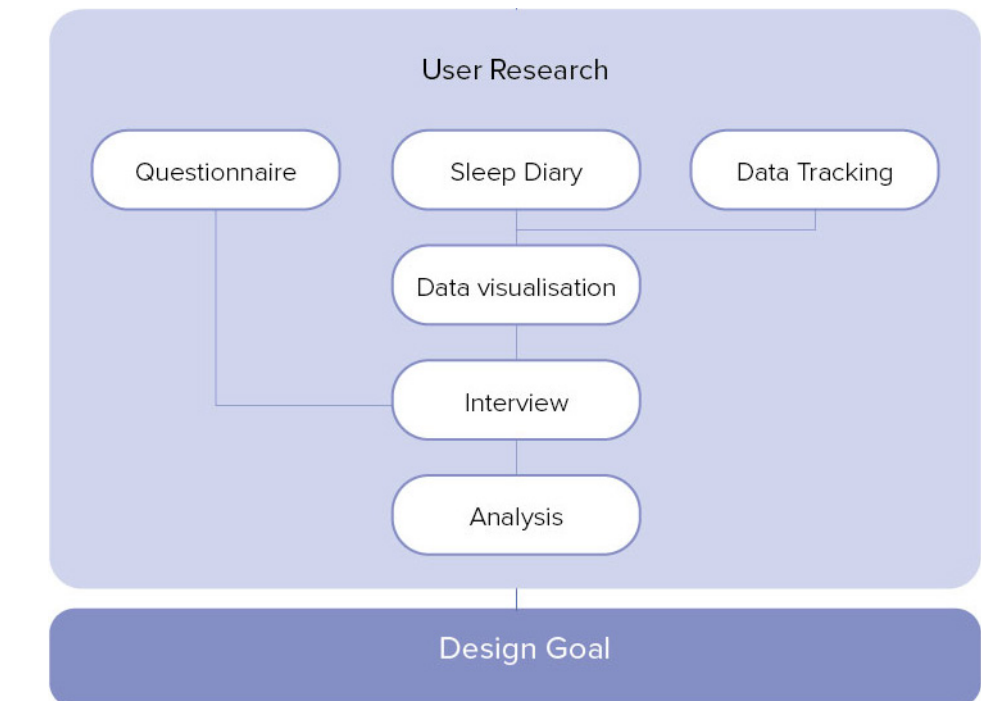 User Research
Questionnaire
Sleep Diary
Data Tracking
Data visualisation
Interview
Analysis
Design Goal